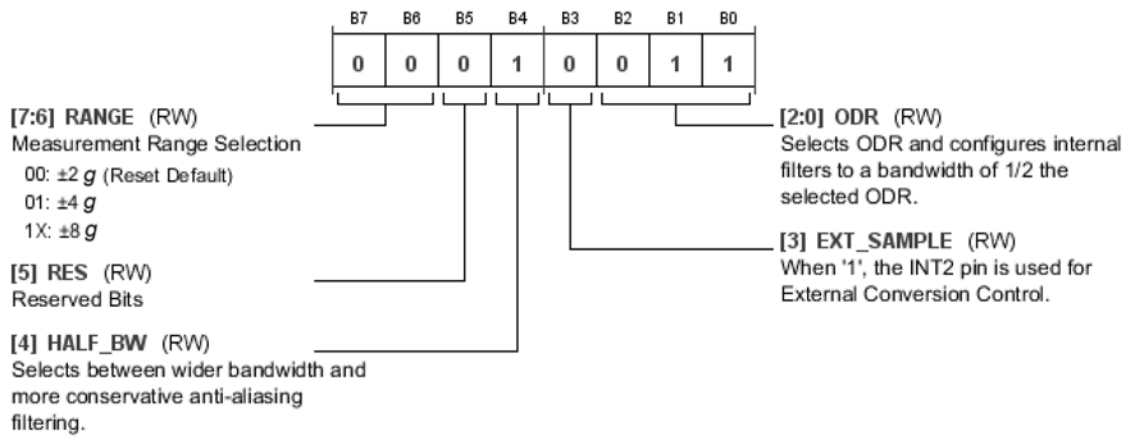 B7 B6 B5 B4 B3 B2 B1 B0
0 0 0 1 0 0 1 1
[7:6] RANGE (RW)
Measurement Range Selection
00: ±2 g (Reset Default)
01: ±4 g
1X: ±8 g
[5] RES (RW)
Reserved Bits
[4] HALF_BW (RW)
Selects between wider bandwidth and
more conservative anti-aliasing
filtering.
[2:0] ODR (RW)
Selects ODR and configures internal
filters to a bandwidth of 1/2 the
selected ODR.
[3] EXT_SAMPLE (RW)
When '1', the INT2 pin is used for
External Conversion Control.